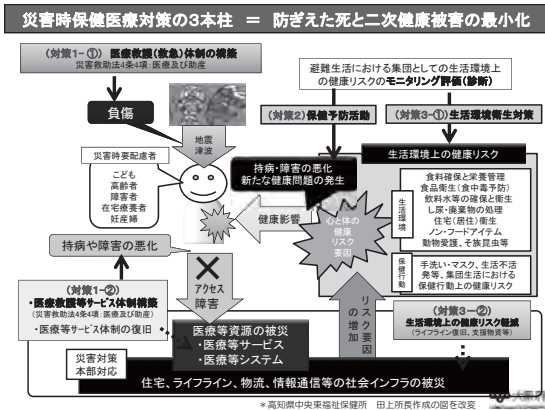 災害時保健医療対策の3本柱 = 防ぎえた死と二次健康被害の最小化
(対策1-①) 医療救護(救急)体制の構築
災害救助法4条4項:医療及び助産
避難生活における集団としての生活環境上
の健康リスクのモニタリング評価(診断)
負傷
地震
津波
(対策2)保健予防活動
(対策3-①)生活環境衛生対策
災害時要配慮者
こども
高齢者
障害者
在宅療養者
妊産婦
持病・障害の悪化
新たな健康問題の発生
生活環境上の健康リスク
健康影響
心と体の
健康
リスク
要因
生活環境
食料確保と栄養管理
食品衛生(食中毒予防)
飲料水等の確保と衛生
し尿・廃棄物の処理
住宅(居住)衛生
ノン・フードアイテム
動物愛護、そ族昆虫等
保健行動
手洗い・マスク、生活不活
発等、集団生活における
保健行動上の健康リスク
持病や障害の悪化
アクセス
障害
(対策1-②)
・医療救護等サービス体制構築
(災害救助法4条4項:医療及び助産)
・医療等サービス体制の復旧
医療等資源の被災
・医療等サービス
・医療等システム
リスク要因の増加
(対策3-②)
生活環境上の健康リスク軽減
(ライフライン復旧、支援物資等)
災害対策
本部対応
住宅、ライフライン、物流、情報通信等の社会インフラの被災
*高知県中央東福祉保健所 田上所長作成の図を改変